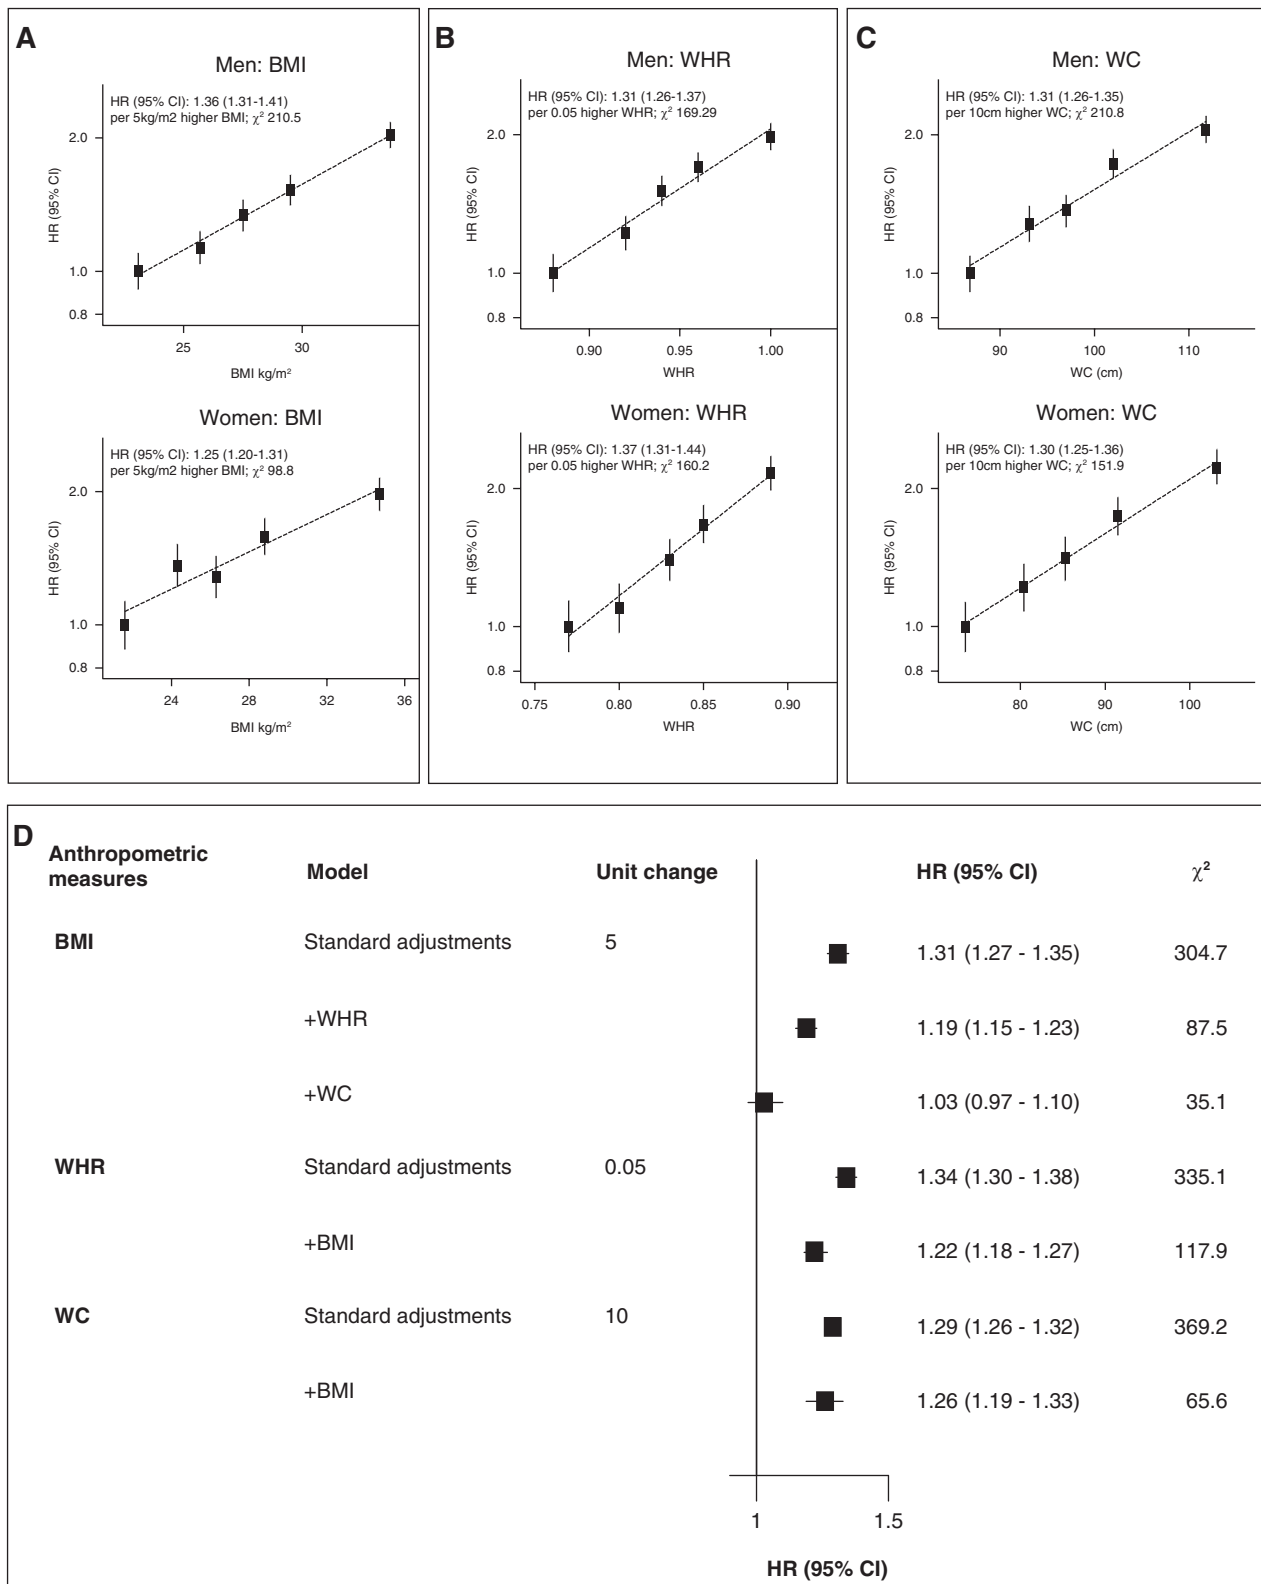 A
Men: BMI
HR (95% CI): 1.36 (1.31-1.41)
per 5kg/m2 higher BMI; χ² 210.5
HR (95% CI)
2.0
1.0
0.8
25 30
BMI kg/m²
Women: BMI
HR (95% CI): 1.25 (1.20-1.31)
per 5kg/m2 higher BMI; χ² 98.8
HR (95% CI)
2.0
1.0
0.8
24 28 32 36
BMI kg/m²
B
Men: WHR
HR (95% CI): 1.31 (1.26-1.37)
per 0.05 higher WHR; χ² 169.29
HR (95% CI)
2.0
1.0
0.8
0.90 0.95 1.00
WHR
Women: WHR
HR (95% CI): 1.37 (1.31-1.44)
per 0.05 higher WHR; χ² 160.2
HR (95% CI)
2.0
1.0
0.8
0.75 0.80 0.85 0.90
WHR
C
Men: WC
HR (95% CI): 1.31 (1.26-1.35)
per 10cm higher WC; χ² 210.8
HR (95% CI)
2.0
1.0
0.8
90 100 110
WC (cm)
Women: WC
HR (95% CI): 1.30 (1.25-1.36)
per 10cm higher WC; χ² 151.9
HR (95% CI)
2.0
1.0
0.8
80 90 100
WC (cm)
D
Anthropometric
measures Model Unit change HR (95% CI) χ²
BMI Standard adjustments 5 1.31 (1.27 - 1.35) 304.7
+WHR 1.19 (1.15 - 1.23) 87.5
+WC 1.03 (0.97 - 1.10) 35.1
WHR Standard adjustments 0.05 1.34 (1.30 - 1.38) 335.1
+BMI 1.22 (1.18 - 1.27) 117.9
WC Standard adjustments 10 1.29 (1.26 - 1.32) 369.2
+BMI 1.26 (1.19 - 1.33) 65.6
1 1.5
HR (95% CI)